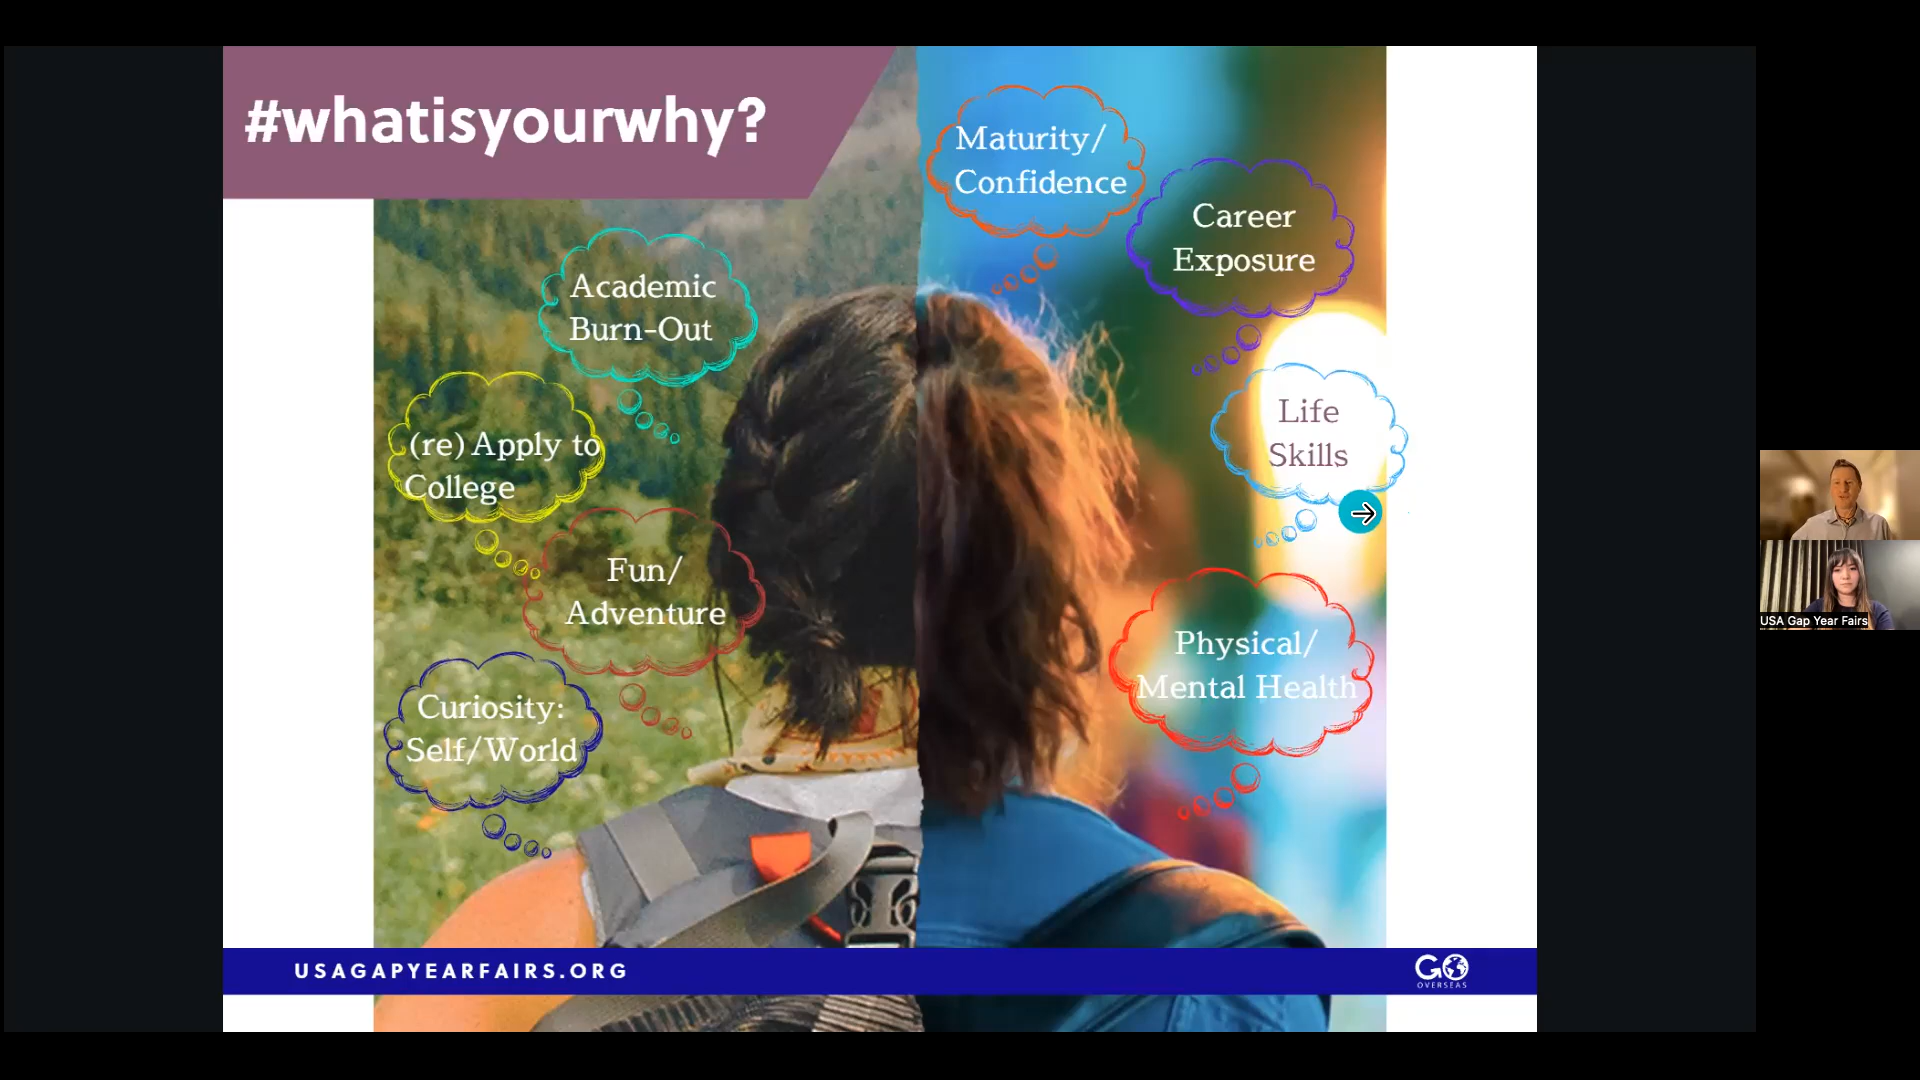 #whatisyourwhy?
Maturity/
Confidence
Career
Exposure
Academic
Burn-Out
Life
Skills
(re) Apply to
College
Fun/
Adventure
Physical/
Mental Health
Curiosity:
Self/World
USAGAPYEARFAIRS.ORG
GO
OVERSEAS
USA Gap Year Fairs